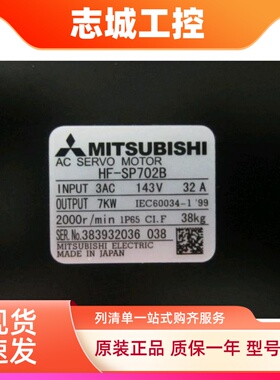 志城工控
MITSUBISHI
AC SERVO MOTOR
HF-SP702B
INPUT 3AC 143V 32 A
OUTPUT 7KW IEC60034-1 '99
2000r/min IP65 CI.F 38kg
SER.No.383932036 038
MITSUBISHI ELECTRIC
MADE IN JAPAN
现货
速发
列清单一站式购齐服务
原装正品 质保一年 型号齐